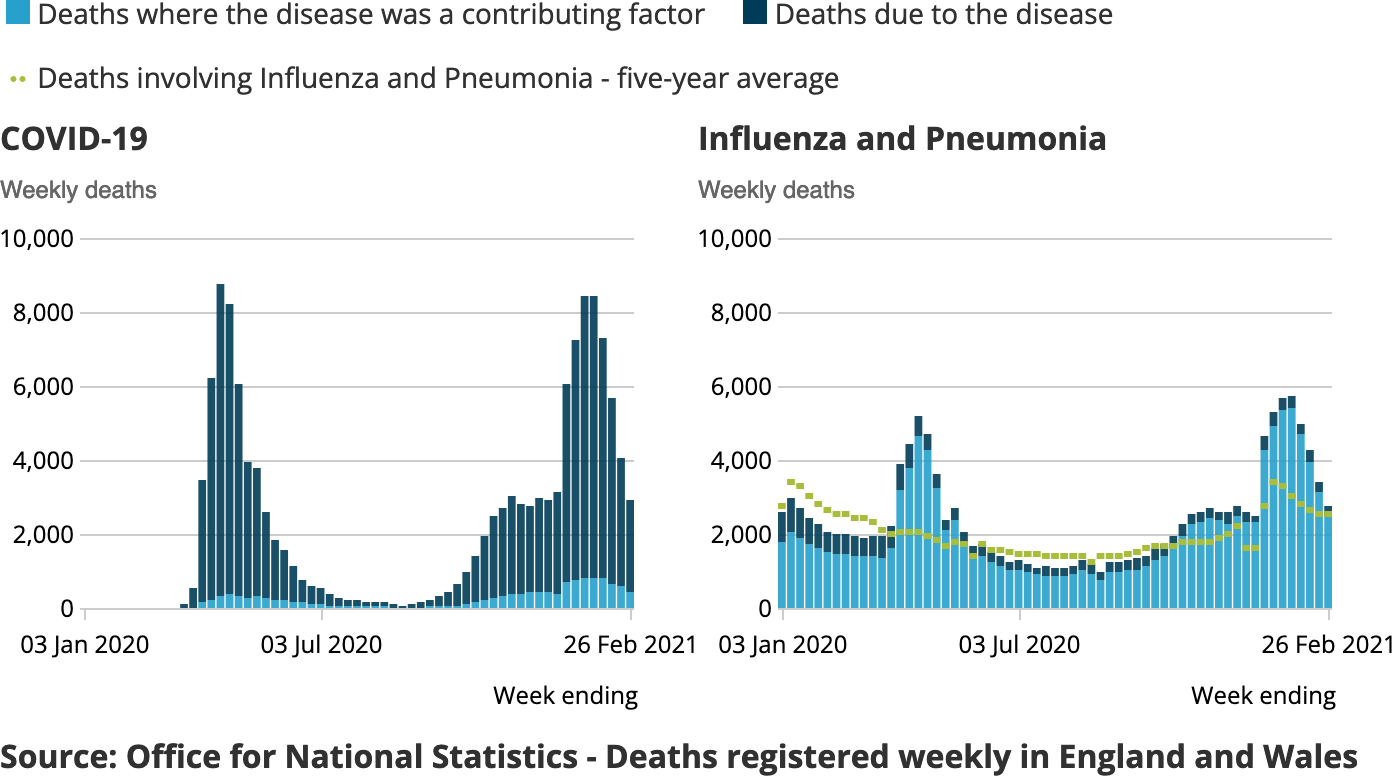 Deaths where the disease was a contributing factor Deaths due to the disease
Deaths involving Influenza and Pneumonia - five-year average
COVID-19
Weekly deaths
10,000
8,000
6,000
4,000
2,000
0
03 Jan 2020 03 Jul 2020 26 Feb 2021
Week ending
Influenza and Pneumonia
Weekly deaths
10,000
8,000
6,000
4,000
2,000
0
03 Jan 2020 03 Jul 2020 26 Feb 2021
Week ending
Source: Office for National Statistics - Deaths registered weekly in England and Wales